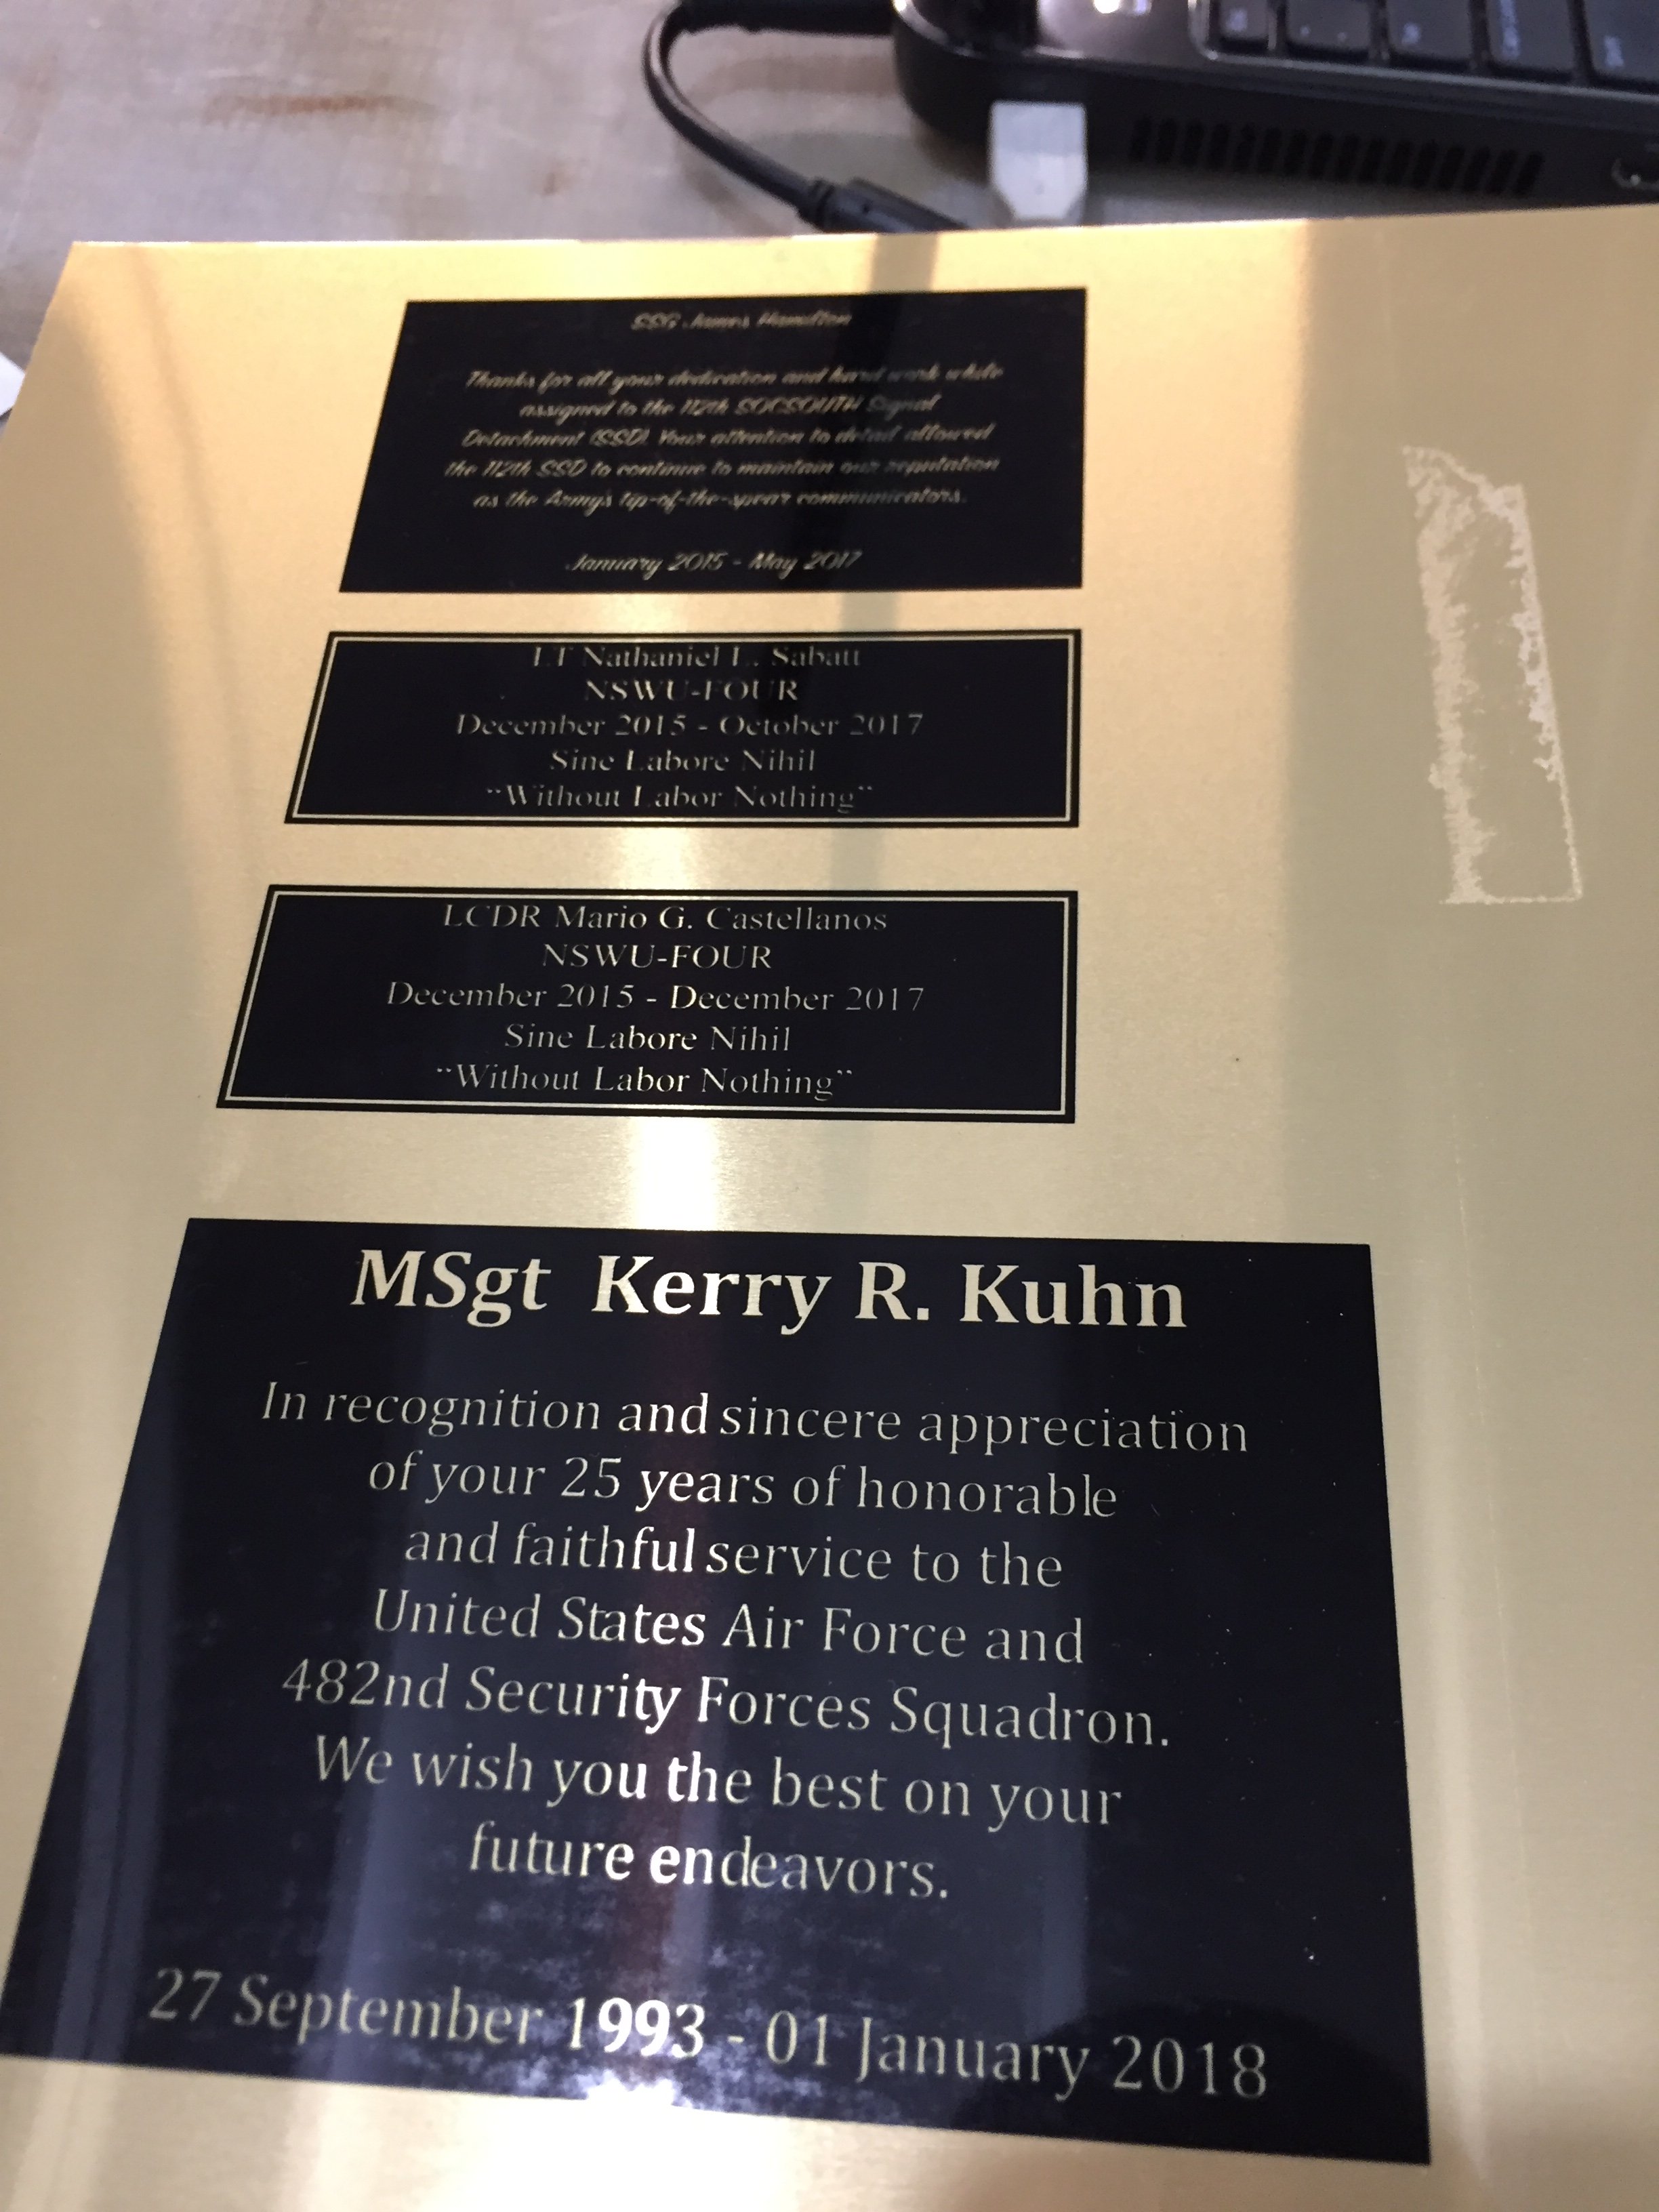 SSG James Hamilton
Thanks for all your dedication and hard work while
assigned to the 112th SOCSOUTH Signal
Detachment (SSD). Your attention to detail allowed
the 112th SSD to continue to maintain our reputation
as the Army's tip-of-the-spear communicators.
January 2015 - May 2017
LT Nathaniel L. Sabatt
NSWU-FOUR
December 2015 - October 2017
Sine Labore Nihil
"Without Labor Nothing"
LCDR Mario G. Castellanos
NSWU-FOUR
December 2015 - December 2017
Sine Labore Nihil
"Without Labor Nothing"
MSgt Kerry R. Kuhn
In recognition and sincere appreciation
of your 25 years of honorable
and faithful service to the
United States Air Force and
482nd Security Forces Squadron.
We wish you the best on your
future endeavors.
27 September 1993 - 01 January 2018